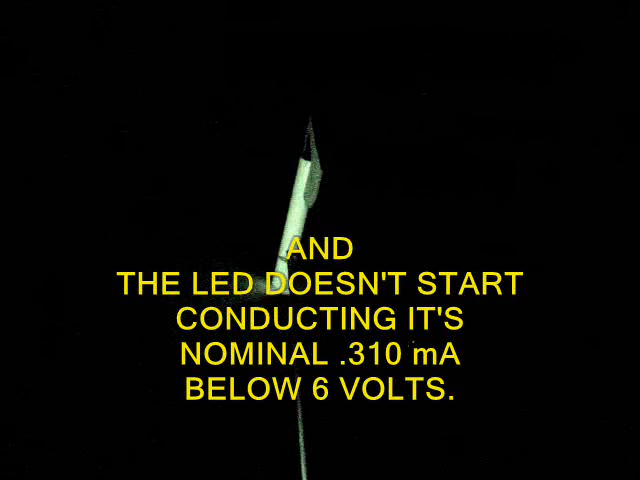 AND
THE LED DOESN'T START
CONDUCTING IT'S
NOMINAL .310 mA
BELOW 6 VOLTS.